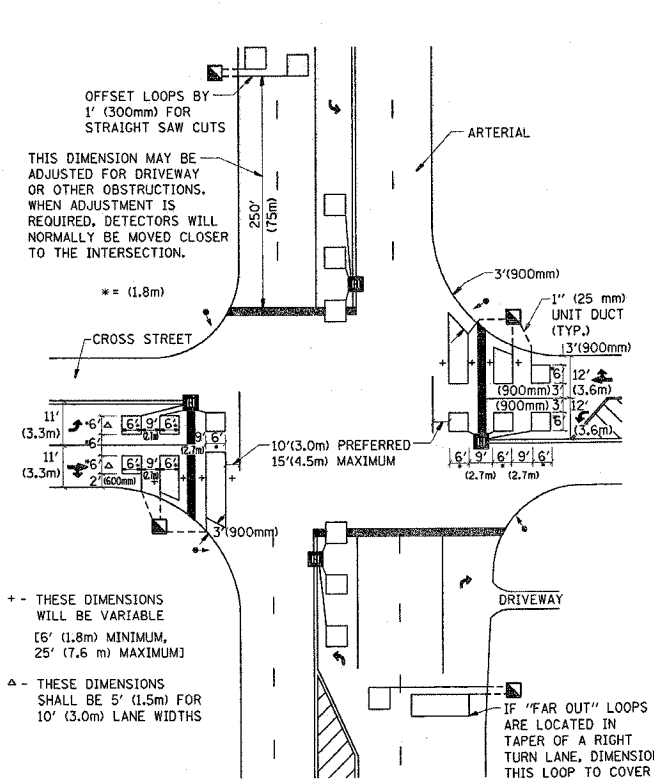 OFFSET LOOPS BY
1' (300mm) FOR
STRAIGHT SAW CUTS
THIS DIMENSION MAY BE
ADJUSTED FOR DRIVEWAY
OR OTHER OBSTRUCTIONS.
WHEN ADJUSTMENT IS
REQUIRED, DETECTORS WILL
NORMALLY BE MOVED CLOSER
TO THE INTERSECTION.
* = (1.8m)
250'
(75m)
ARTERIAL
CROSS STREET
3'(900mm)
1" (25 mm)
UNIT DUCT
(TYP.)
3'(900mm)
*6'
12'
(3.6m)
(900mm)3'
(900mm)3'
12'
6'
(3.6m)
H
H
H
H
11'
(3.3m)
*6'
△
6' 9' 6'
(2.7m)
*6'
9' 6'
(2.7m)
11'
(3.3m)
*6'
△
6' 9' 6'
(2.7m)
2' (600mm)
10'(3.0m) PREFERRED
15'(4.5m) MAXIMUM
6' 9' 6' 9' 6'
(2.7m) (2.7m)
3'(900mm)
+ - THESE DIMENSIONS
WILL BE VARIABLE
[6' (1.8m) MINIMUM,
25' (7.6 m) MAXIMUM]
△ - THESE DIMENSIONS
SHALL BE 5' (1.5m) FOR
10' (3.0m) LANE WIDTHS
DRIVEWAY
IF "FAR OUT" LOOPS
ARE LOCATED IN
TAPER OF A RIGHT
TURN LANE, DIMENSION
THIS LOOP TO COVER